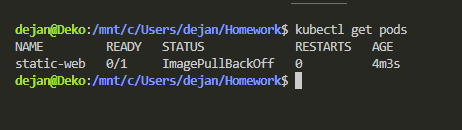 dejan@Deko:/mnt/c/Users/dejan/Homework$ kubectl get pods
NAME READY STATUS RESTARTS AGE
static-web 0/1 ImagePullBackOff 0 4m3s
dejan@Deko:/mnt/c/Users/dejan/Homework$